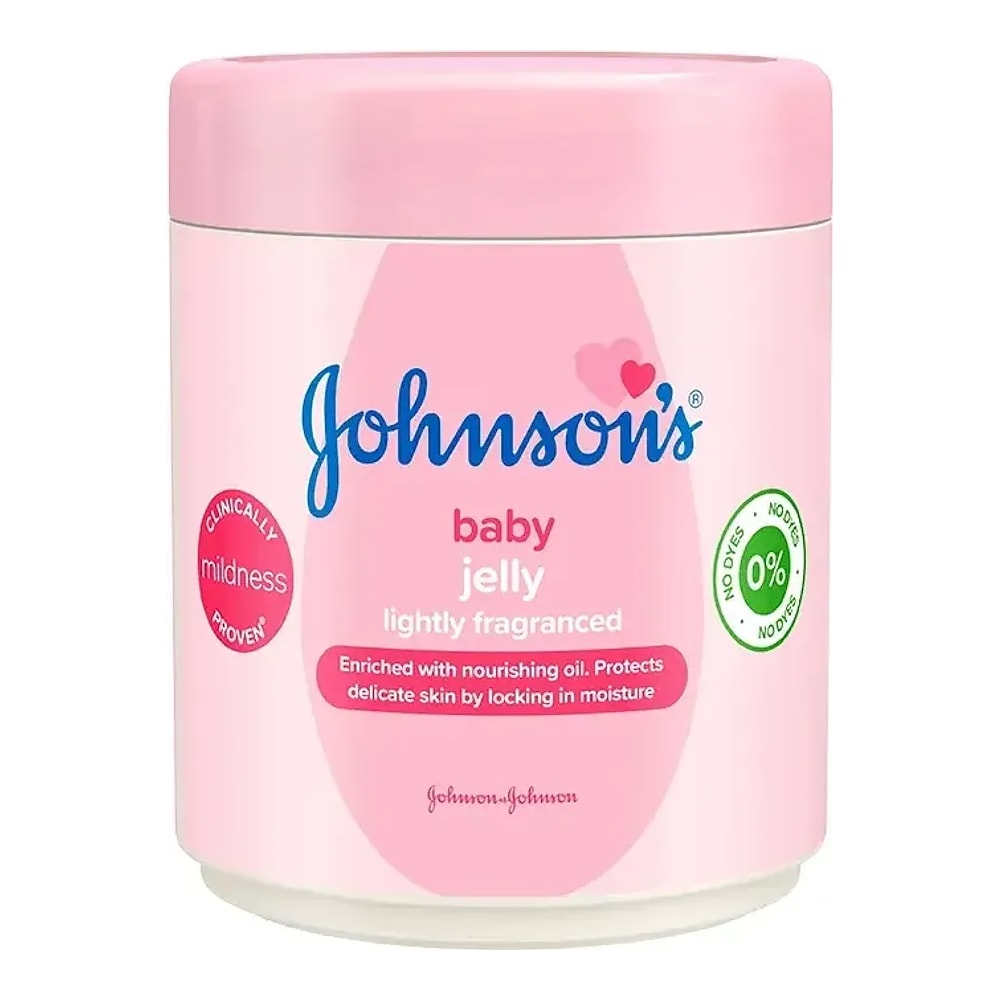 Johnson's®
baby
jelly
lightly fragranced
Enriched with nourishing oil. Protects
delicate skin by locking in moisture
CLINICALLY
mildness
PROVEN®
NO DYES · NO DYES · NO DYES ·
0%
Johnson & Johnson